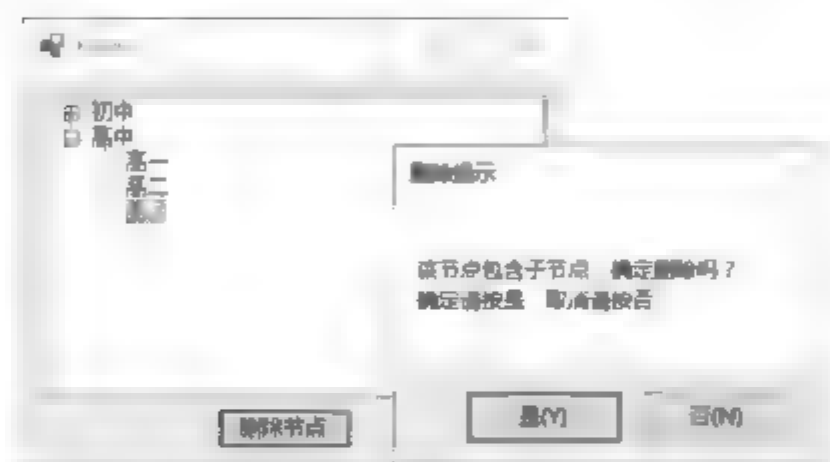 初中
高中
高一
高二
提示
该节点包含子节点 确定删除吗？
确定请按是 取消请按否
删除节点
是(Y)
否(N)